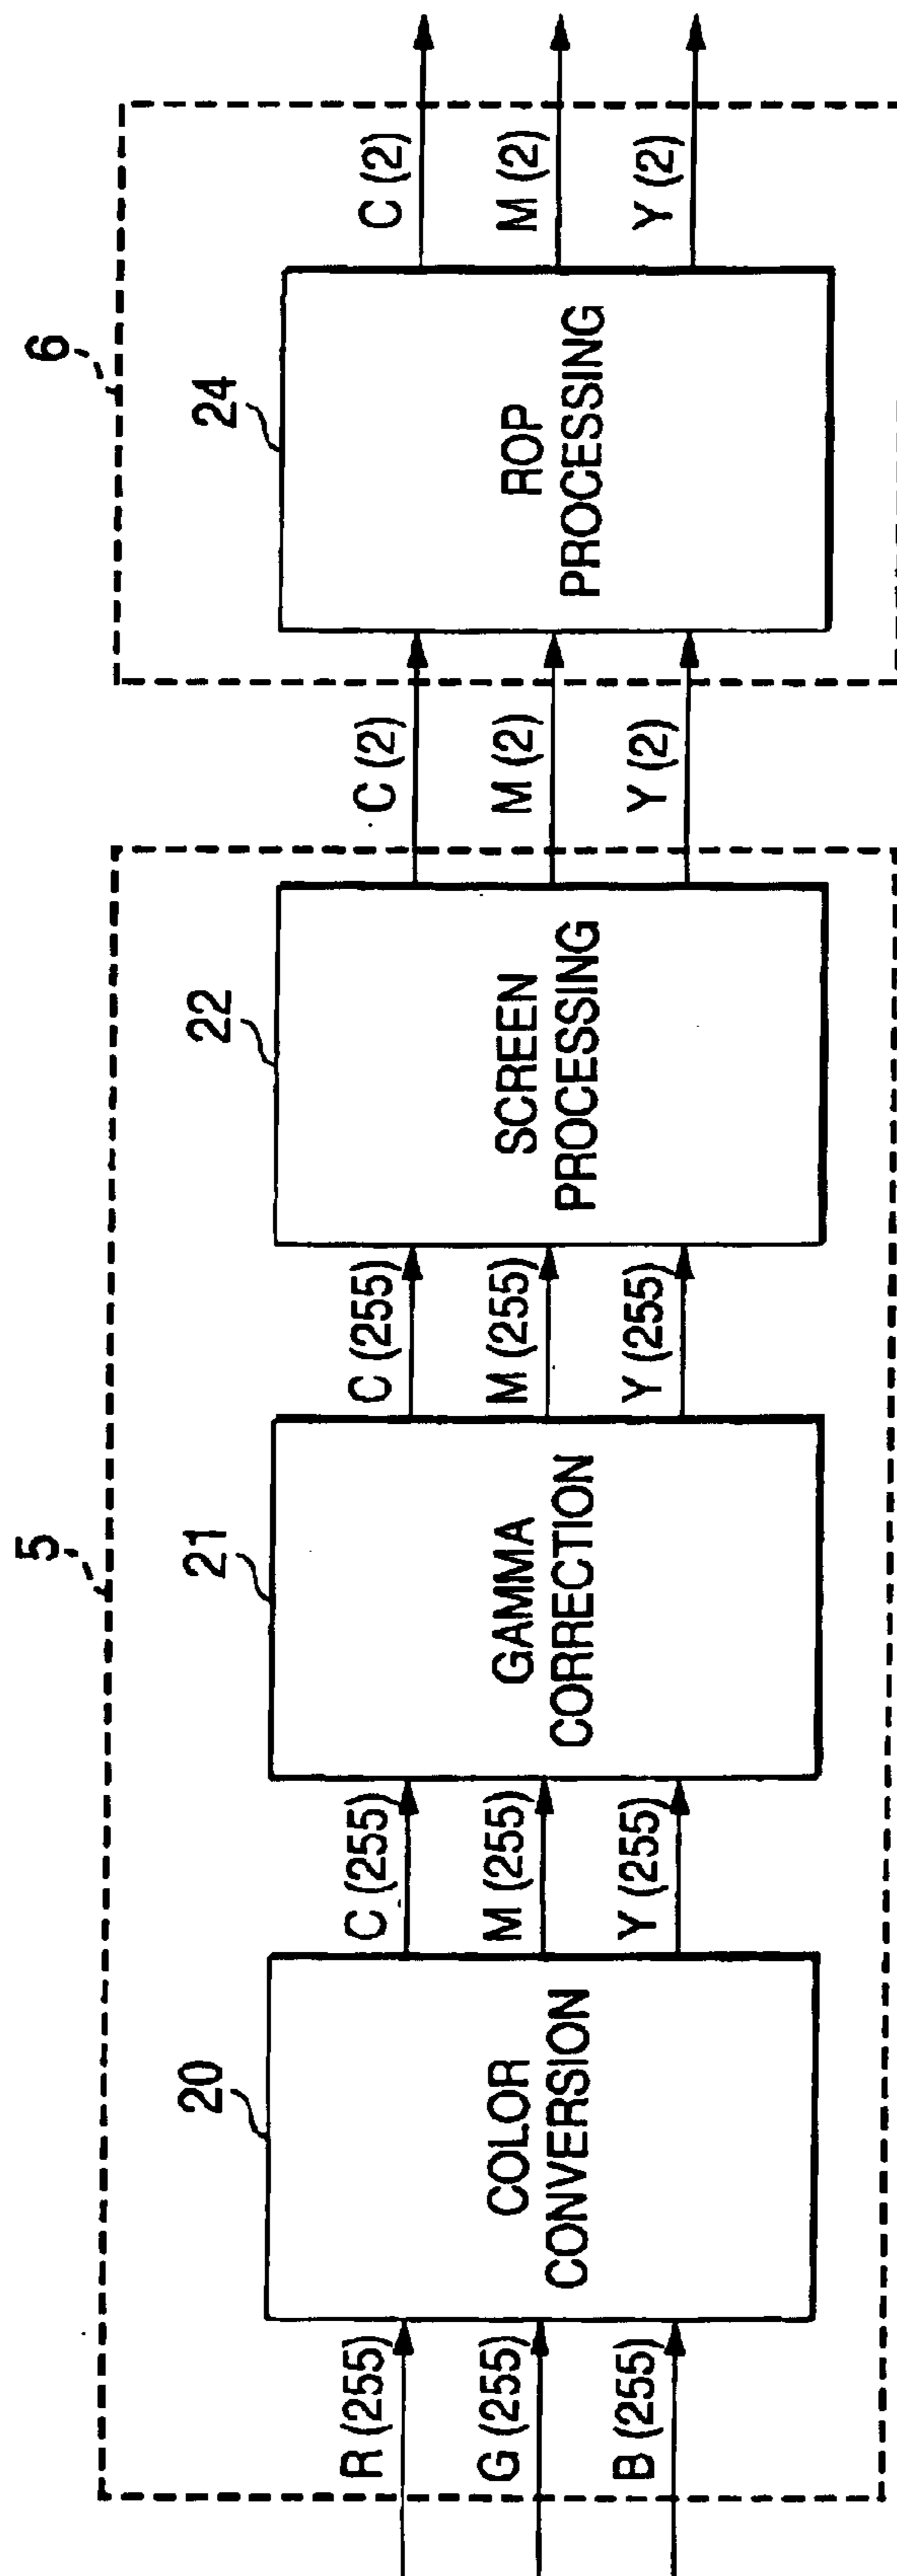 5
6
20
21
22
24
R (255)
G (255)
B (255)
COLOR
CONVERSION
C (255)
M (255)
Y (255)
GAMMA
CORRECTION
C (255)
M (255)
Y (255)
SCREEN
PROCESSING
C (2)
M (2)
Y (2)
ROP
PROCESSING
C (2)
M (2)
Y (2)